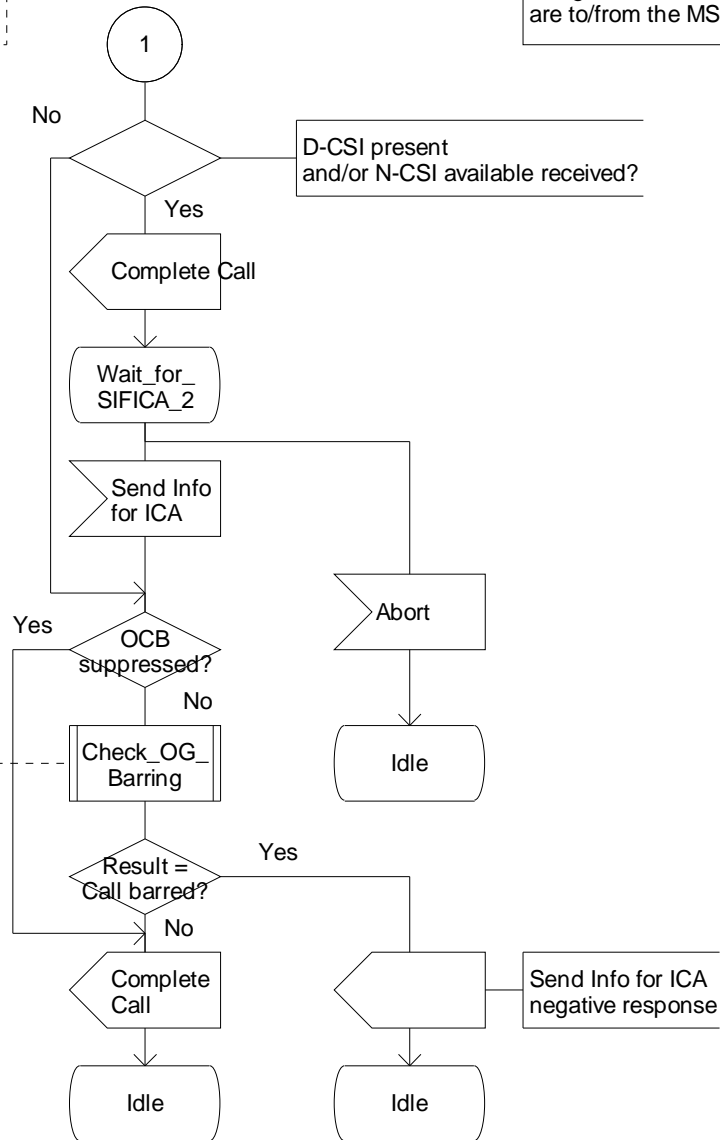 are to/from the MS
1
No
D-CSI present
and/or N-CSI available received?
Yes
Complete Call
Wait_for_
SIFICA_2
Send Info
for ICA
Abort
Yes
OCB
suppressed?
No
Check_OG_
Barring
Idle
Result =
Call barred?
Yes
No
Complete
Call
Send Info for ICA
negative response
Idle
Idle